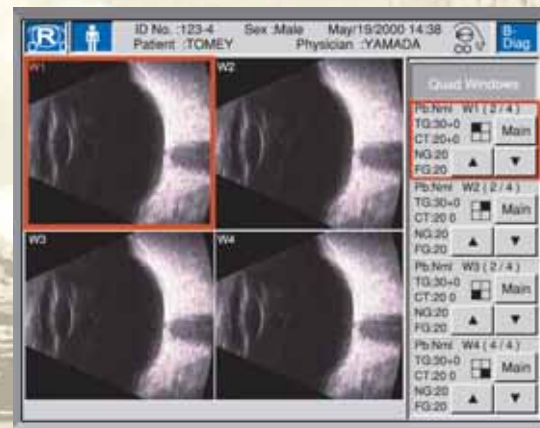 R ID No. :123-4 Sex :Male May/19/2000 14:38 B-
Patient :TOMEY Physician :YAMADA Diag
W1 W2
Quad Windows
Pb:Nml W1 ( 2 / 4 )
TG:30+0
CT:20+0 Main
NG:20
FG:20
Pb:Nml W2 ( 2 / 4 )
TG:30+0
CT:20 0 Main
NG:20
FG:20
W3 W4
Pb:Nml W3 ( 2 / 4 )
TG:30+0
CT:20 0 Main
NG:20
FG:20
Pb:Nml W4 ( 4 / 4 )
TG:30+0
CT:20 0 Main
NG:20
FG:20